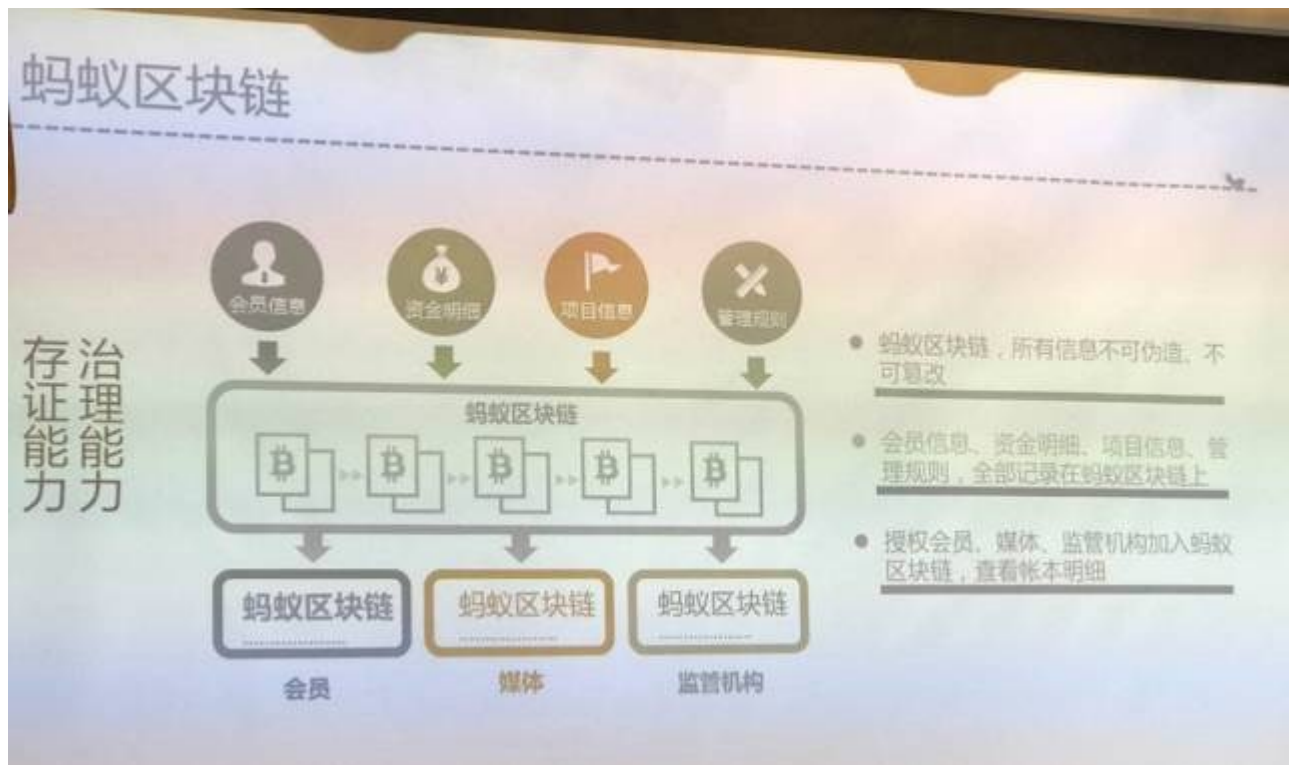 蚂蚁区块链
会员信息
资金明细
项目信息
管理规则
存证能力
治理能力
蚂蚁区块链
蚂蚁区块链
蚂蚁区块链
蚂蚁区块链
会员
媒体
监管机构
蚂蚁区块链，所有信息不可伪造、不
可篡改
会员信息、资金明细、项目信息、管
理规则，全部记录在蚂蚁区块链上
授权会员、媒体、监管机构加入蚂蚁
区块链，查看帐本明细